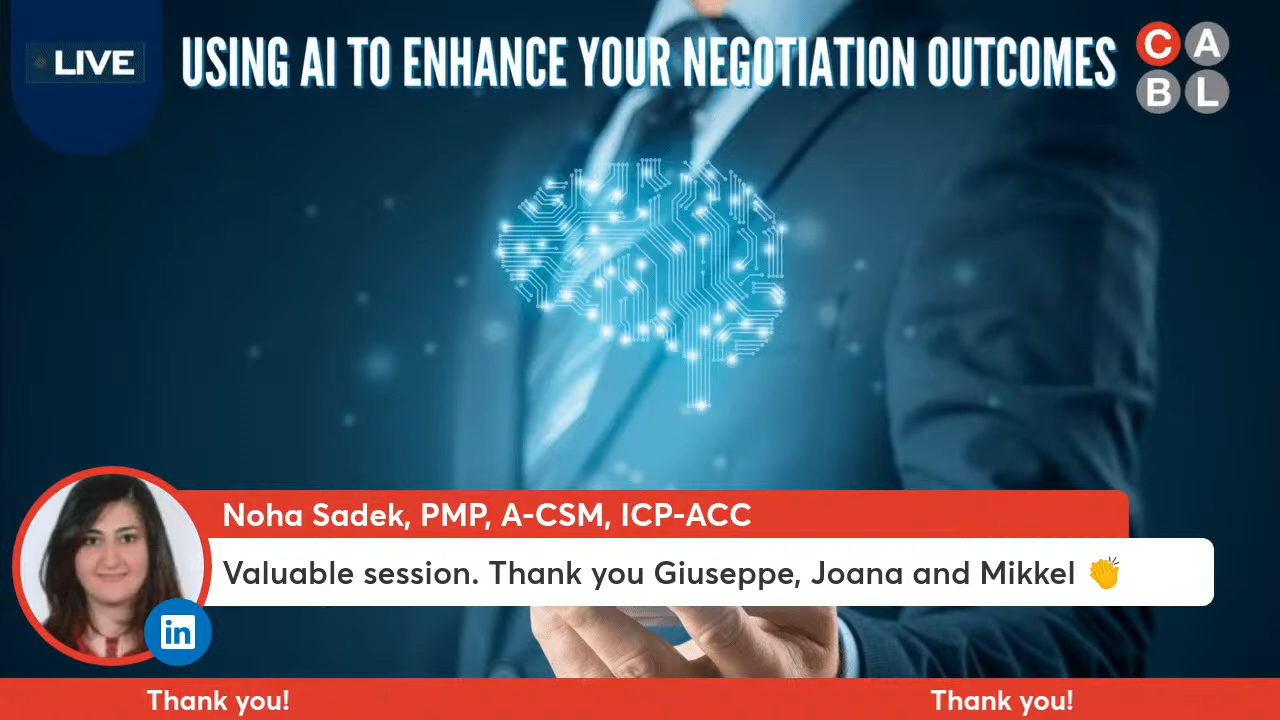 LIVE
USING AI TO ENHANCE YOUR NEGOTIATION OUTCOMES
C A
B L
Noha Sadek, PMP, A-CSM, ICP-ACC
Valuable session. Thank you Giuseppe, Joana and Mikkel 👏
in
Thank you! Thank you!